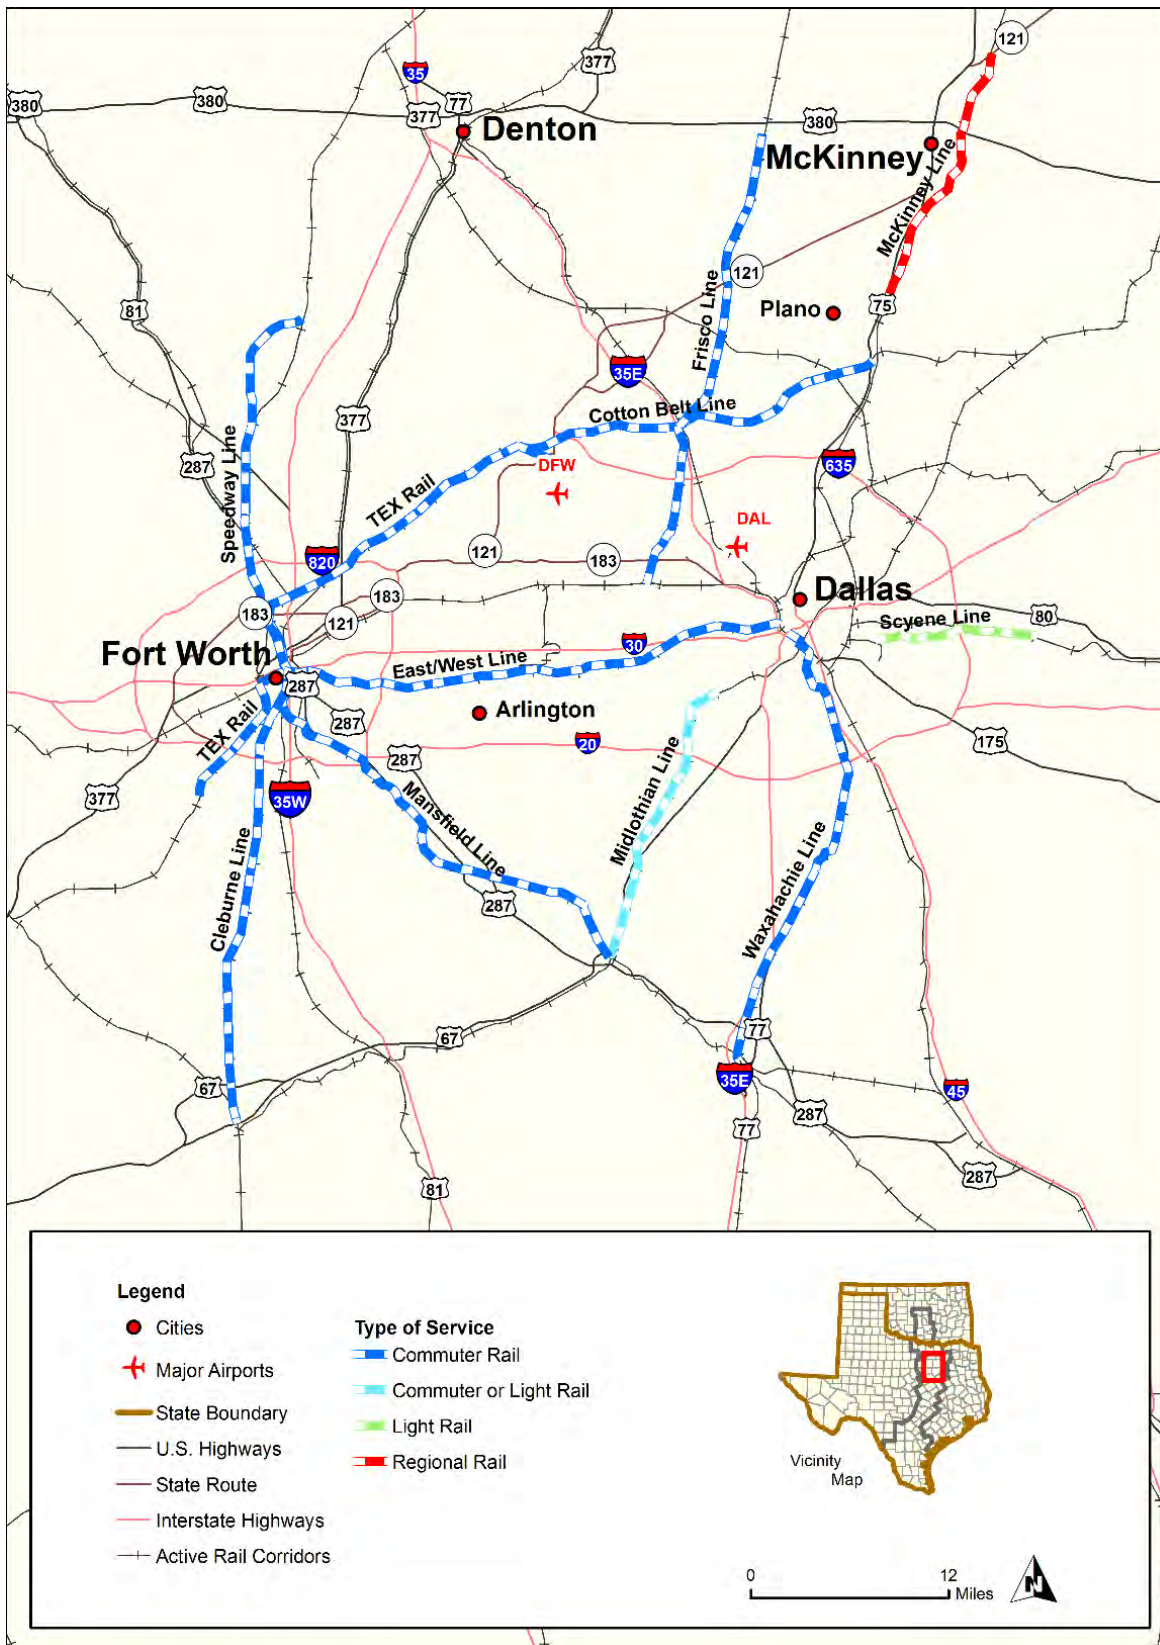 121
377
35
77
380
380
377
Denton
380
McKinney
McKinney Line
121
81
75
Plano
Frisco Line
35E
377
Cotton Belt Line
Speedway Line
287
635
DFW
TEX Rail
DAL
820
121
183
183
183
121
Dallas
Scyene Line
80
Fort Worth
30
East/West Line
287
287
Arlington
TEX Rail
20
175
287
377
35W
Midlothian Line
Mansfield Line
Cleburne Line
Waxahachie Line
287
67
77
67
35E
45
287
77
287
81
Legend
Cities
Major Airports
State Boundary
U.S. Highways
State Route
Interstate Highways
Active Rail Corridors
Type of Service
Commuter Rail
Commuter or Light Rail
Light Rail
Regional Rail
Vicinity
Map
0 12
Miles
N